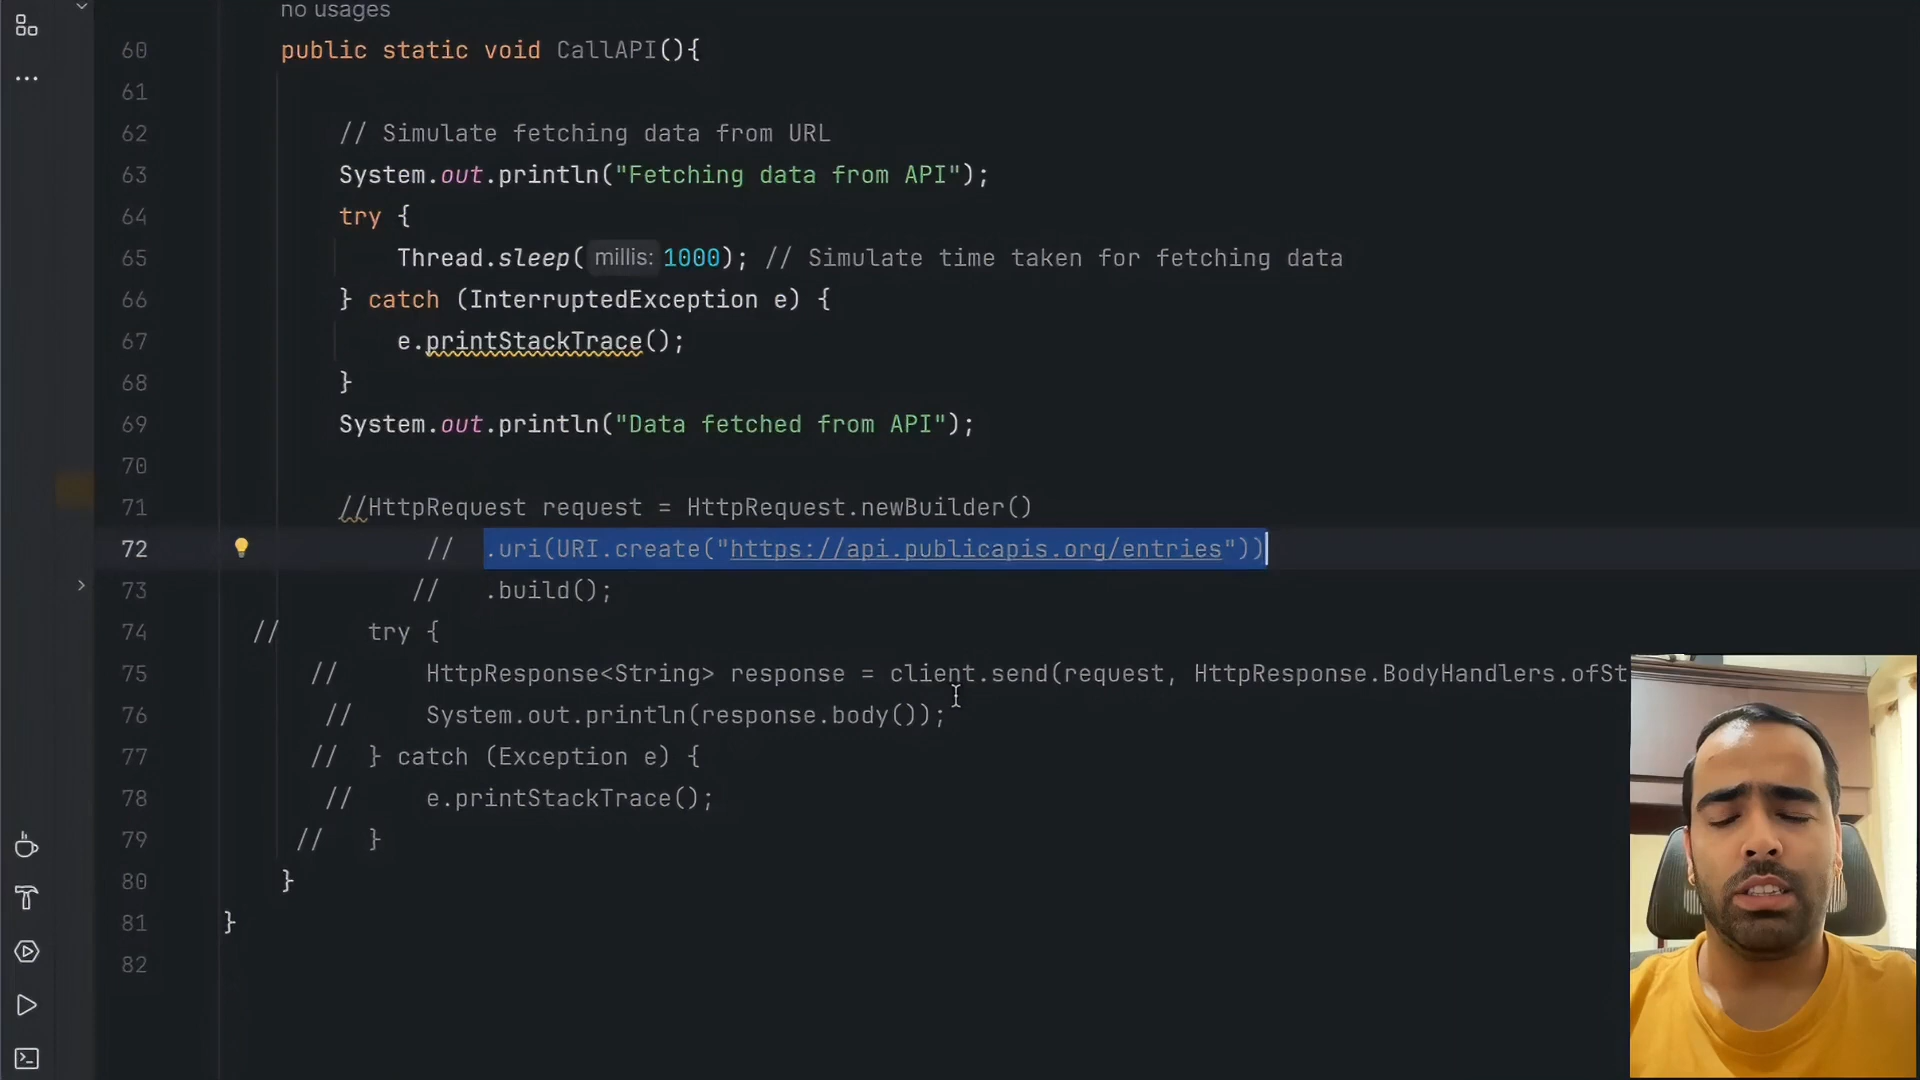 no usages
60 public static void CallAPI(){
61
62 // Simulate fetching data from URL
63 System.out.println("Fetching data from API");
64 try {
65 Thread.sleep( millis: 1000); // Simulate time taken for fetching data
66 } catch (InterruptedException e) {
67 e.printStackTrace();
68 }
69 System.out.println("Data fetched from API");
70
71 //HttpRequest request = HttpRequest.newBuilder()
72 // .uri(URI.create("https://api.publicapis.org/entries"))
73 // .build();
74 // try {
75 // HttpResponse<String> response = client.send(request, HttpResponse.BodyHandlers.ofSt
76 // System.out.println(response.body());
77 // } catch (Exception e) {
78 // e.printStackTrace();
79 // }
80 }
81 }
82